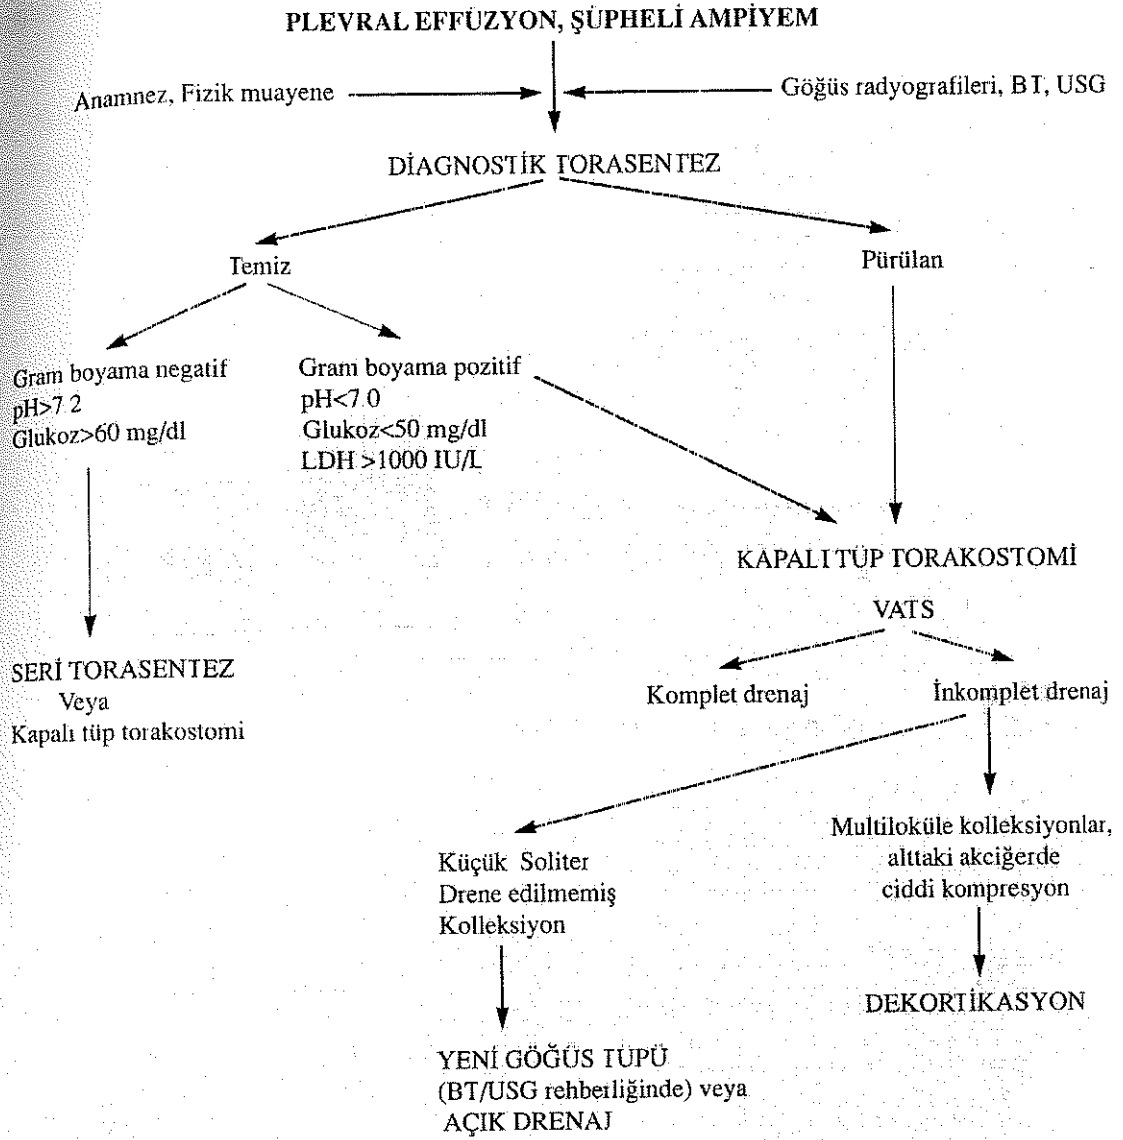 PLEVRAL EFFÜZYON, ŞÜPHELİ AMPİYEM
Anamnez, Fizik muayene
Göğüs radyografileri, BT, USG
DİAGNOSTİK TORASENTEZ
Temiz
Pürülan
Gram boyama negatif
pH>7.2
Glukoz>60 mg/dl
Gram boyama pozitif
pH<7.0
Glukoz<50 mg/dl
LDH >1000 IU/L
KAPALI TÜP TORAKOSTOMİ
VATS
SERİ TORASENTEZ
Veya
Kapalı tüp torakostomi
Komplet drenaj
İnkomplet drenaj
Küçük Soliter
Drene edilmemiş
Kolleksiyon
Multiloküle kolleksiyonlar,
alttaki akciğerde
ciddi kompresyon
DEKORTİKASYON
YENİ GÖĞÜS TÜPÜ
(BT/USG rehberliğinde) veya
AÇIK DRENAJ